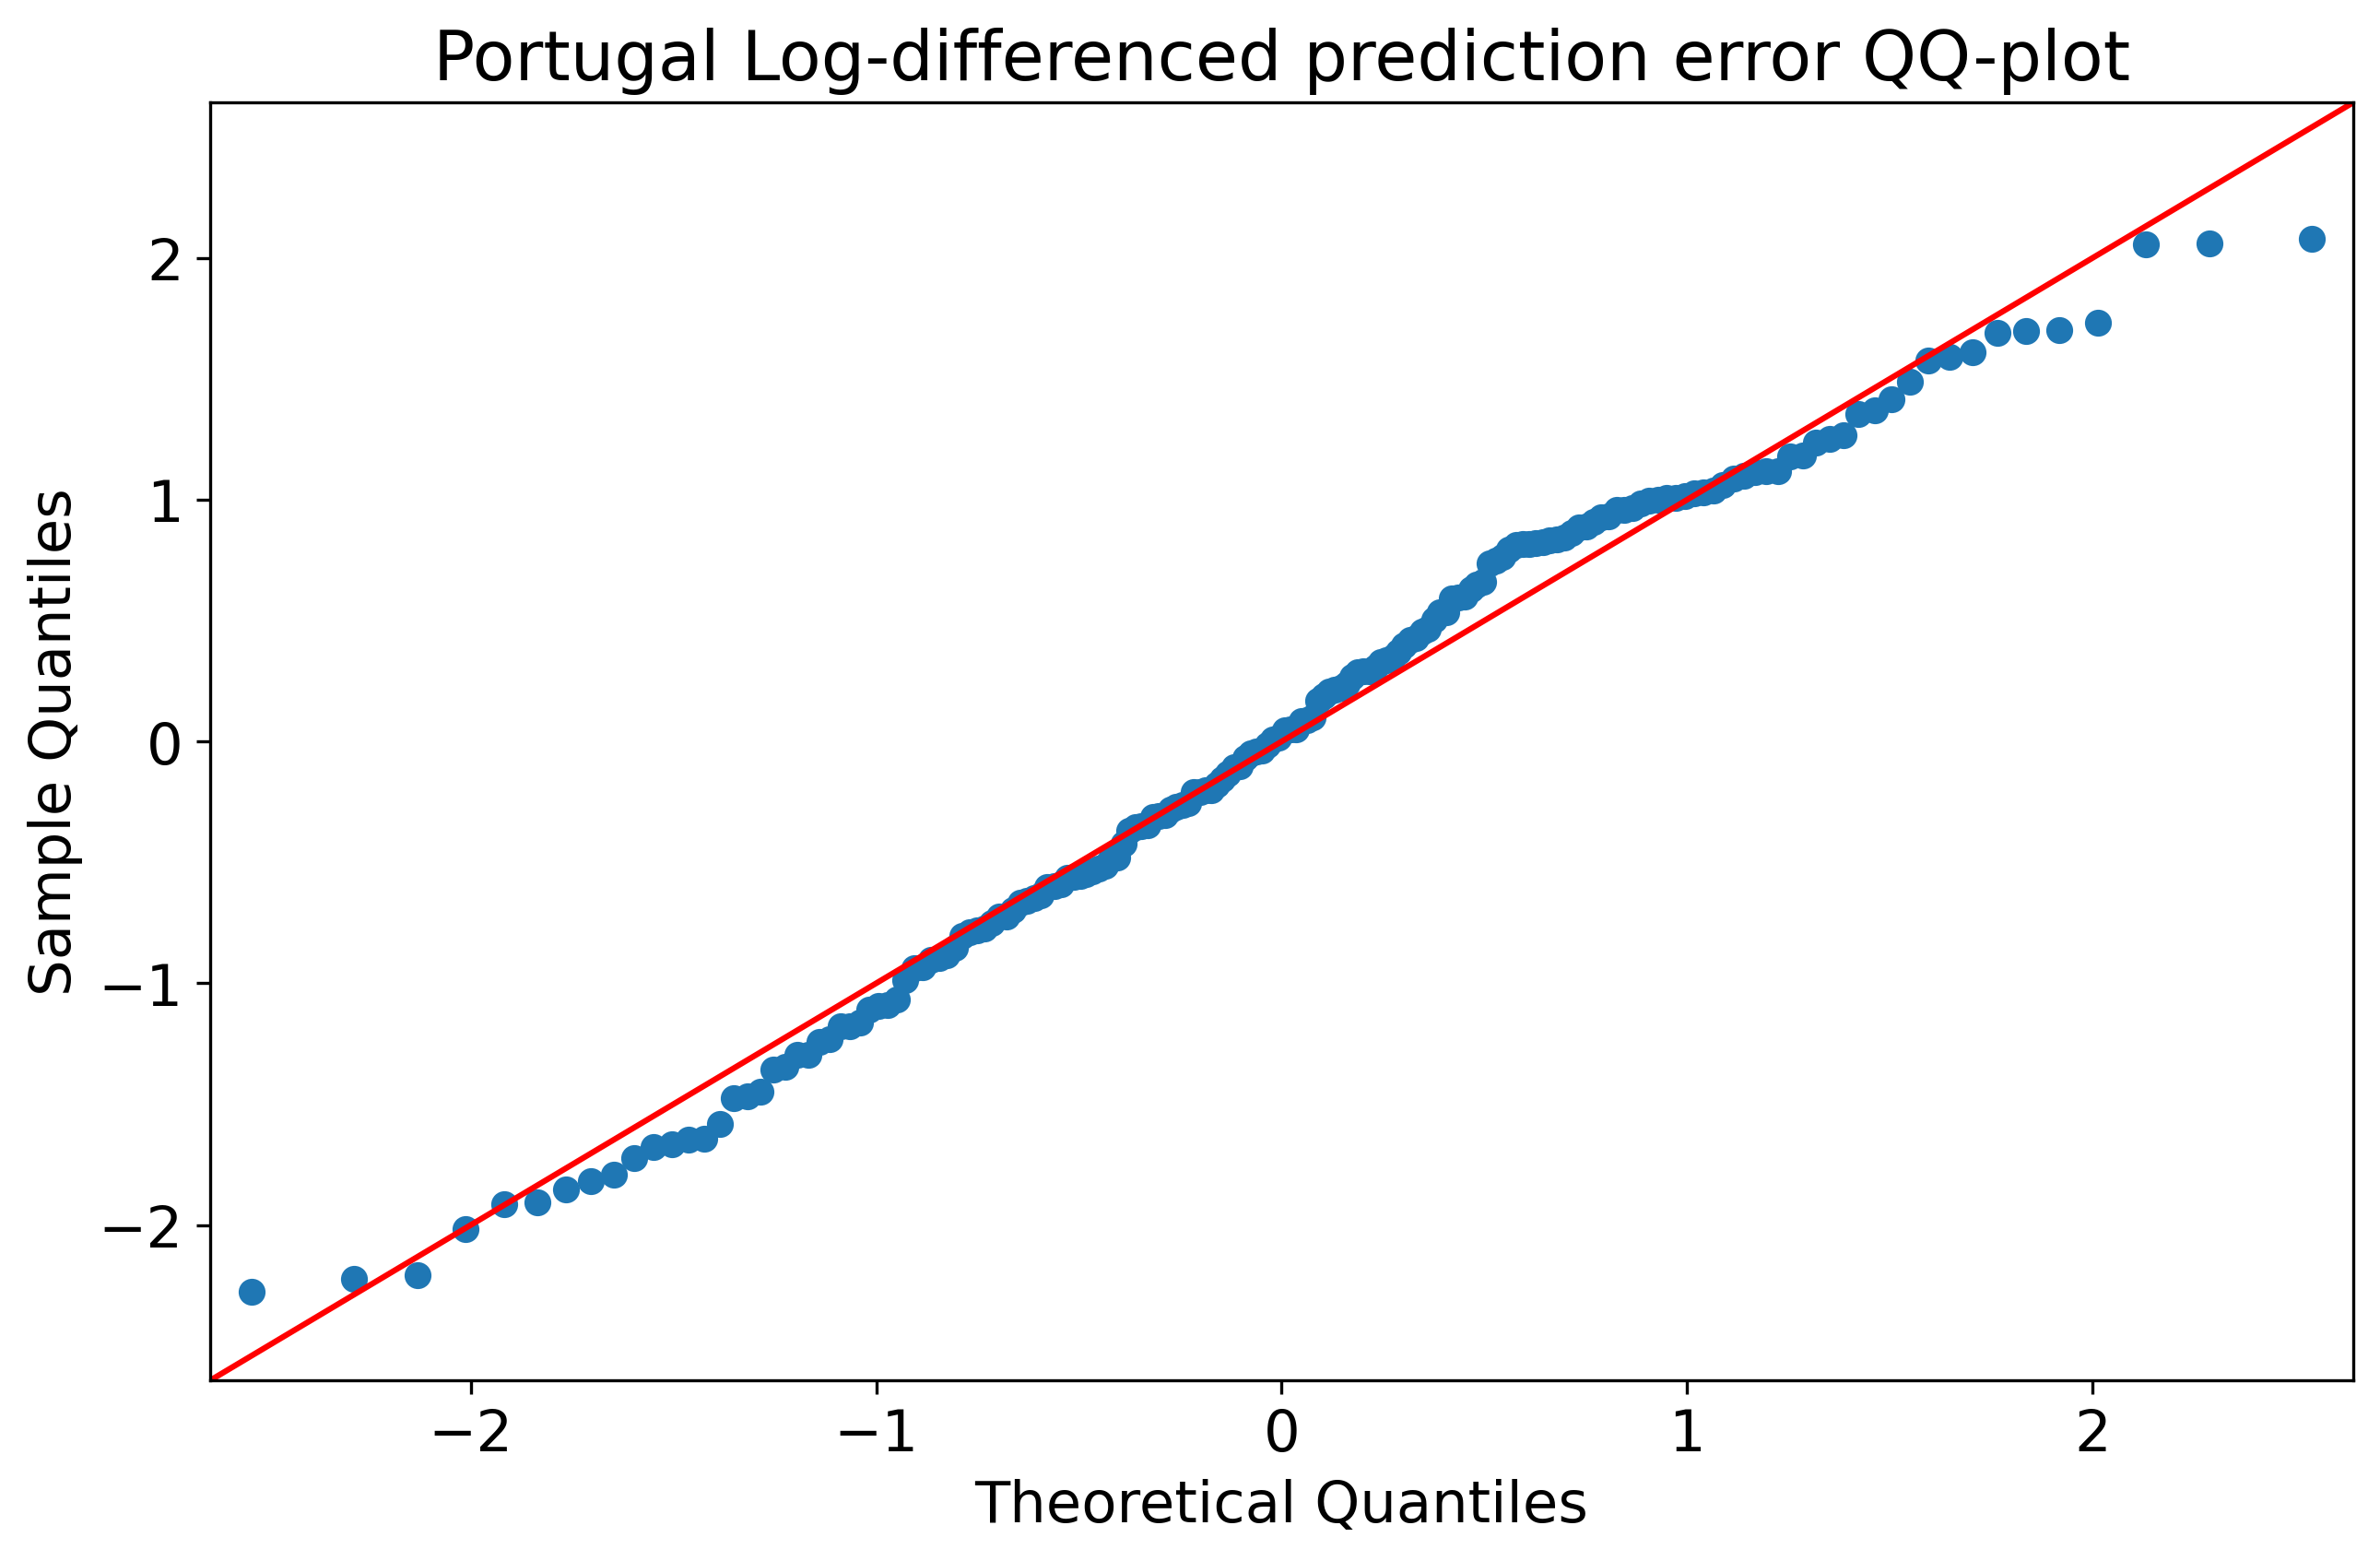 Portugal Log-differenced prediction error QQ-plot
2
1
0
−1
−2
Sample Quantiles
−2 −1 0 1 2
Theoretical Quantiles